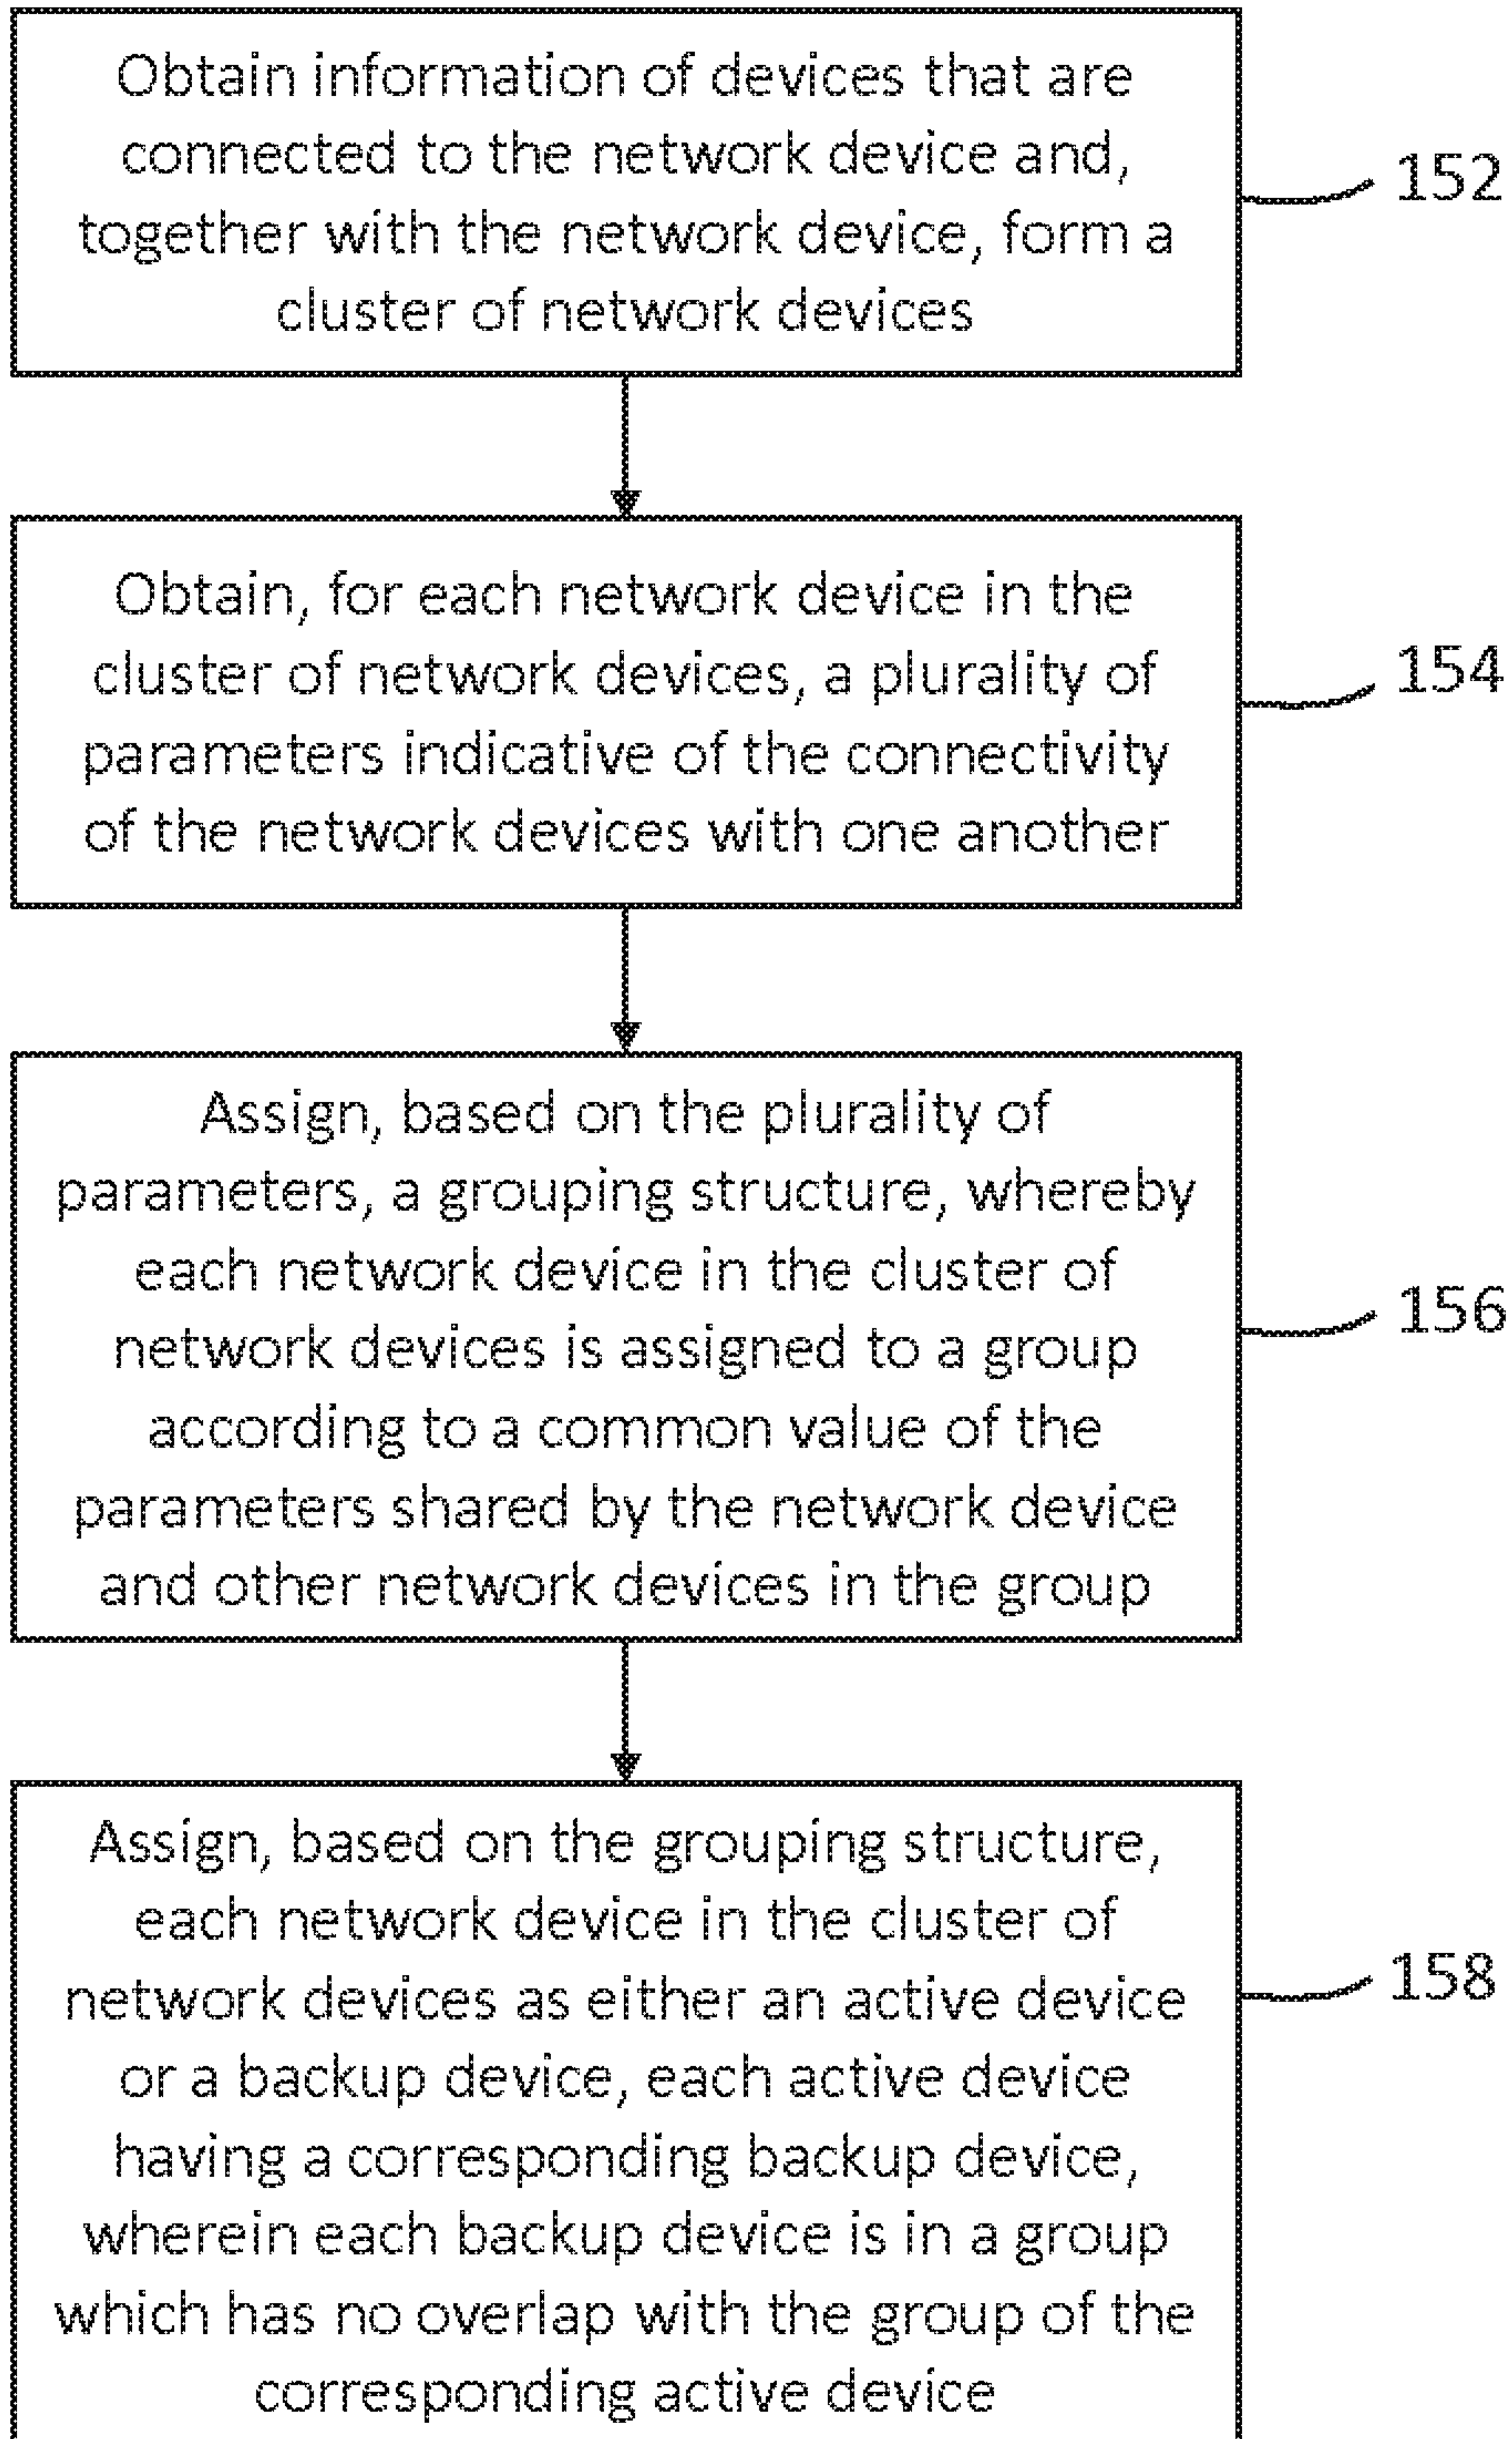 Obtain information of devices that are
connected to the network device and,
together with the network device, form a
cluster of network devices
152
Obtain, for each network device in the
cluster of network devices, a plurality of
parameters indicative of the connectivity
of the network devices with one another
154
Assign, based on the plurality of
parameters, a grouping structure, whereby
each network device in the cluster of
network devices is assigned to a group
according to a common value of the
parameters shared by the network device
and other network devices in the group
156
Assign, based on the grouping structure,
each network device in the cluster of
network devices as either an active device
or a backup device, each active device
having a corresponding backup device,
wherein each backup device is in a group
which has no overlap with the group of the
corresponding active device
158